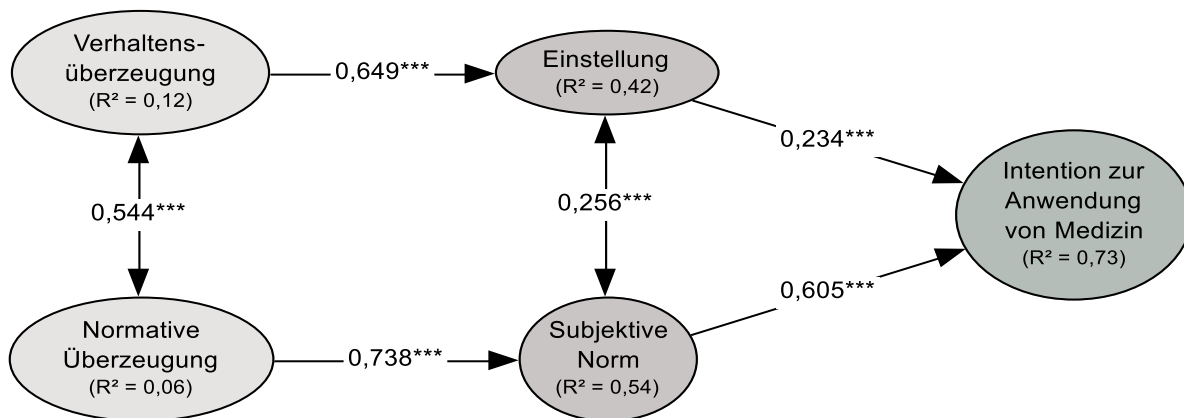 Verhaltens-
überzeugung
(R² = 0,12)
0,649***
Einstellung
(R² = 0,42)
0,234***
0,544***
0,256***
Intention zur
Anwendung
von Medizin
(R² = 0,73)
0,605***
Normative
Überzeugung
(R² = 0,06)
0,738***
Subjektive
Norm
(R² = 0,54)